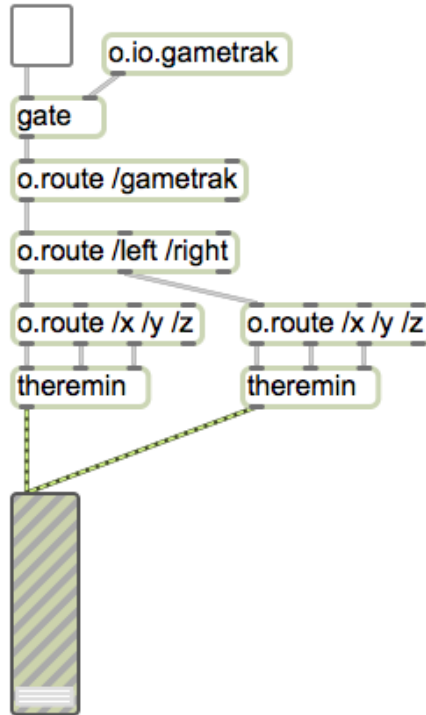 o.io.gametrak
gate
o.route /gametrak
o.route /left /right
o.route /x /y /z
o.route /x /y /z
theremin
theremin